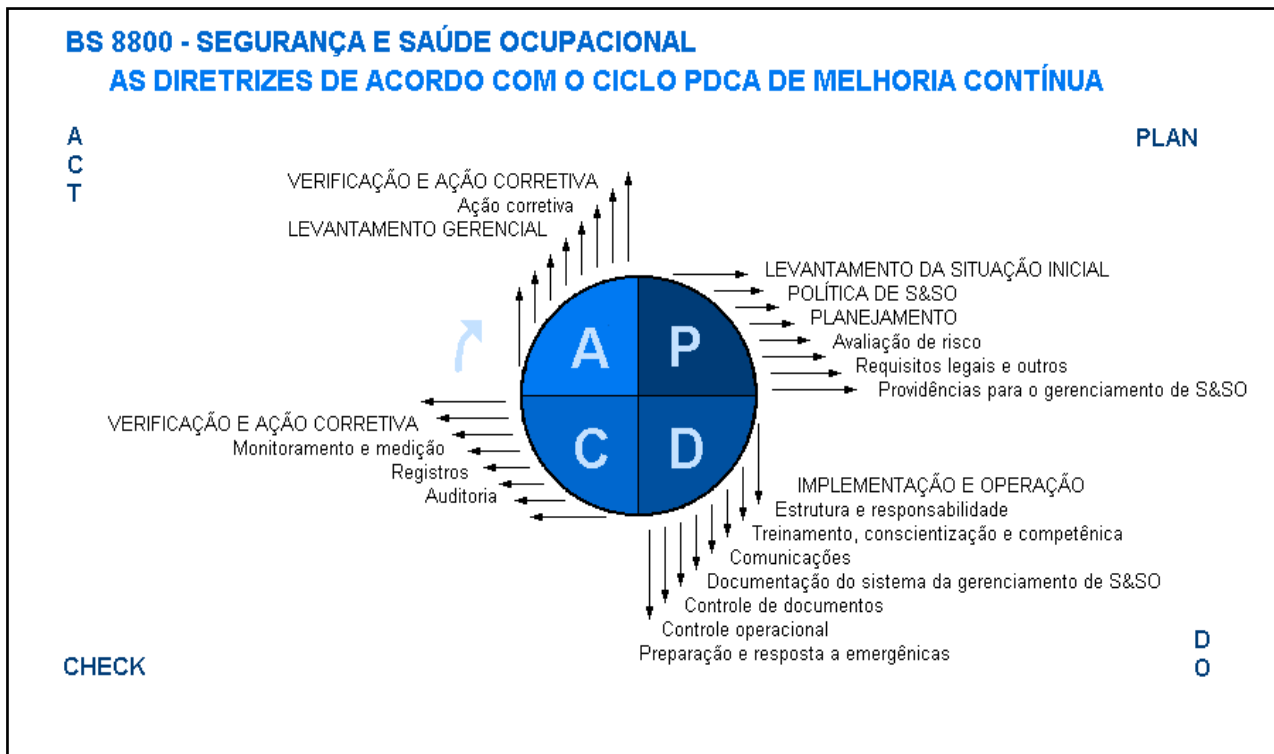 BS 8800 - SEGURANÇA E SAÚDE OCUPACIONAL
AS DIRETRIZES DE ACORDO COM O CICLO PDCA DE MELHORIA CONTÍNUA
A
C
T
PLAN
VERIFICAÇÃO E AÇÃO CORRETIVA
Ação corretiva
LEVANTAMENTO GERENCIAL
LEVANTAMENTO DA SITUAÇÃO INICIAL
POLÍTICA DE S&SO
PLANEJAMENTO
Avaliação de risco
Requisitos legais e outros
Providências para o gerenciamento de S&SO
A
P
C
D
VERIFICAÇÃO E AÇÃO CORRETIVA
Monitoramento e medição
Registros
Auditoria
IMPLEMENTAÇÃO E OPERAÇÃO
Estrutura e responsabilidade
Treinamento, conscientização e competênica
Comunicações
Documentação do sistema da gerenciamento de S&SO
Controle de documentos
Controle operacional
Preparação e resposta a emergênicas
CHECK
D
O